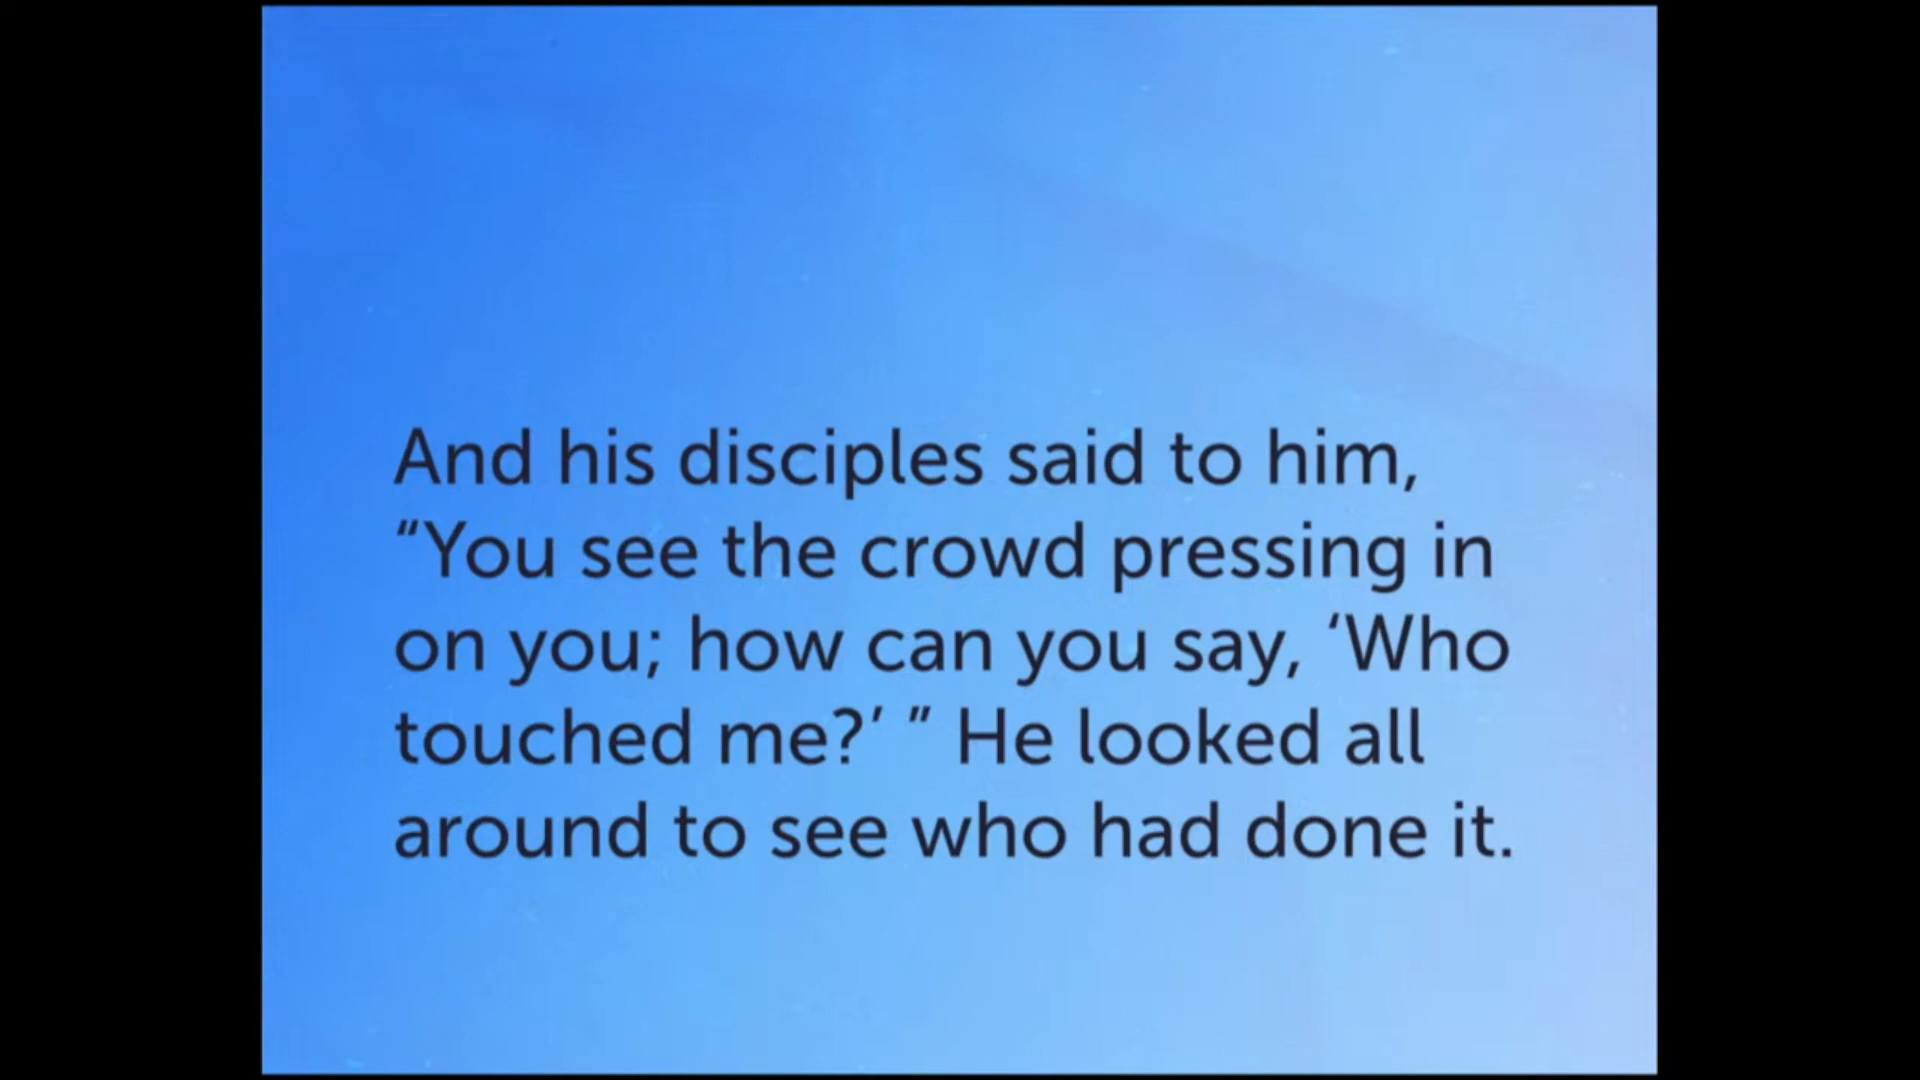 And his disciples said to him,
“You see the crowd pressing in
on you; how can you say, ‘Who
touched me?’ ” He looked all
around to see who had done it.